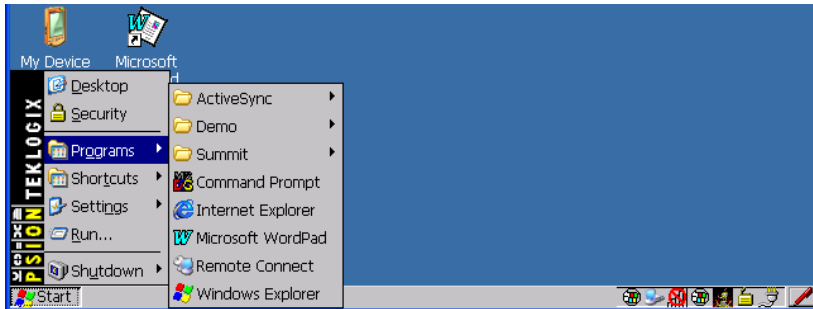 My Device
Microsoft
PSION TEKLOGIX
Desktop
Security
Programs
Shortcuts
Settings
Run...
Shutdown
ActiveSync
Demo
Summit
Command Prompt
Internet Explorer
Microsoft WordPad
Remote Connect
Windows Explorer
Start